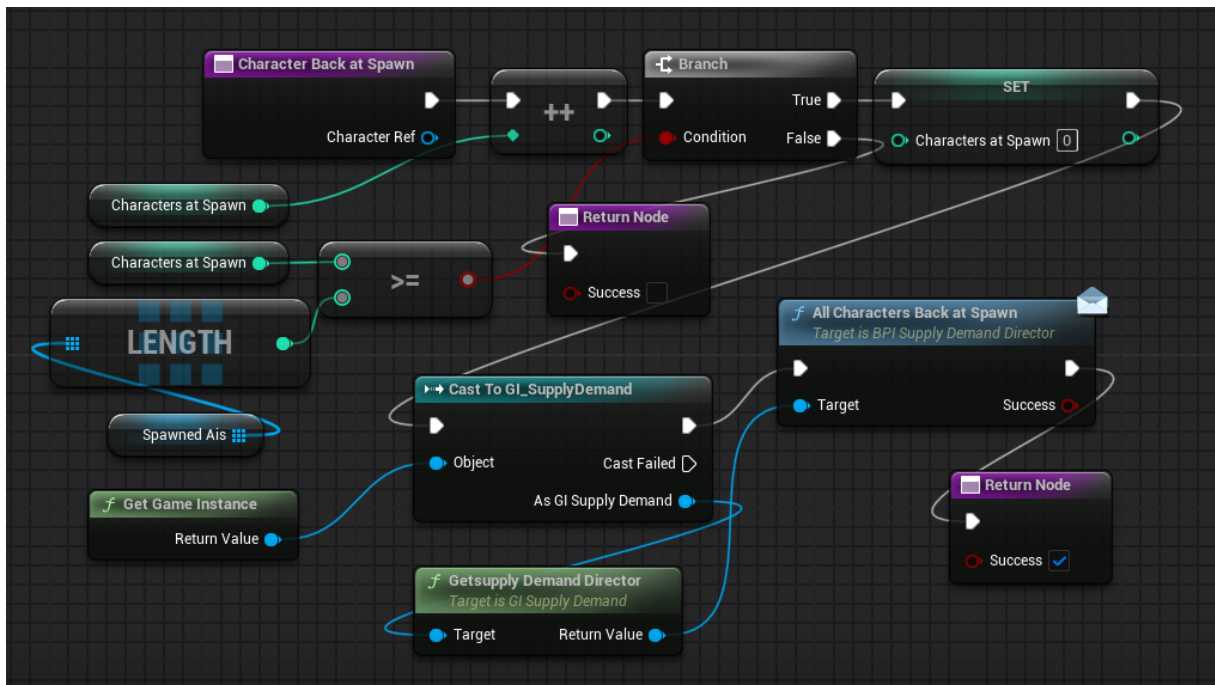 Character Back at Spawn
Character Ref
++
Branch
True
Condition
False
SET
Characters at Spawn 0
Characters at Spawn
Characters at Spawn
>=
LENGTH
Spawned Ais
Return Node
Success
f Get Game Instance
Return Value
Cast To GI_SupplyDemand
Object
Cast Failed
As GI Supply Demand
f Getsupply Demand Director
Target is GI Supply Demand
Target
Return Value
f All Characters Back at Spawn
Target is BPI Supply Demand Director
Target
Success
Return Node
Success